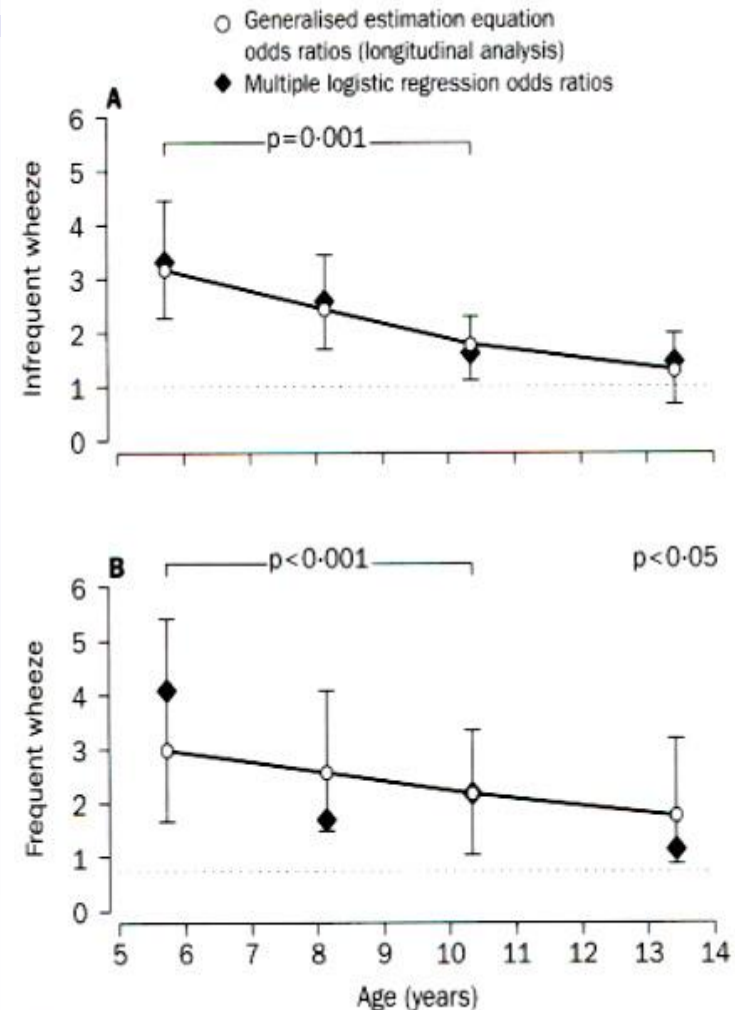 Generalised estimation equation
odds ratios (longitudinal analysis)
Multiple logistic regression odds ratios
A
p=0·001
6
5
4
3
2
1
0
Infrequent wheeze
B
p<0·001
p<0·05
6
5
4
3
2
1
0
Frequent wheeze
5 6 7 8 9 10 11 12 13 14
Age (years)